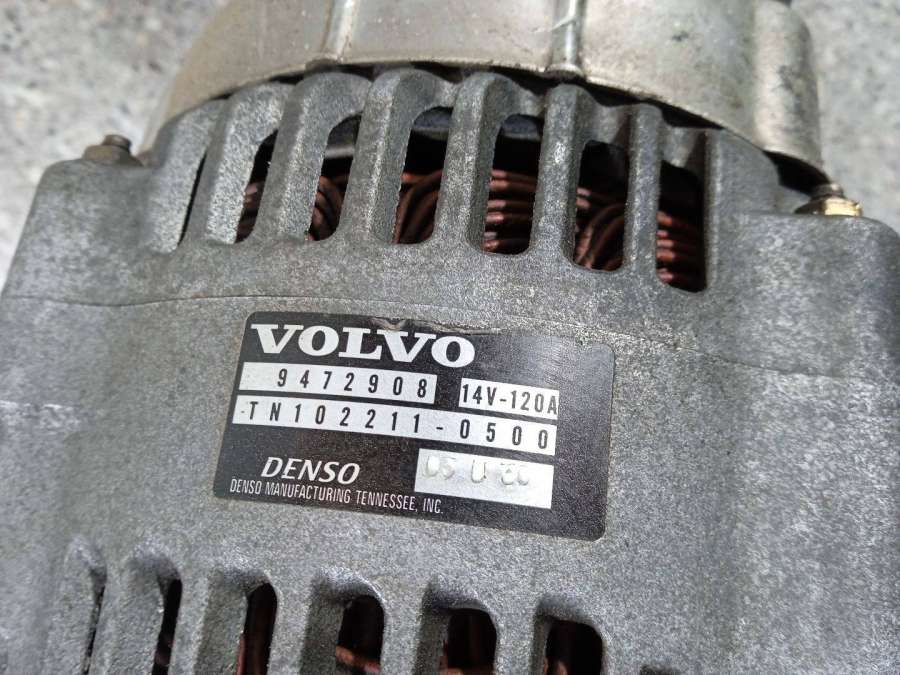 VOLVO
9472908 14V-120A
TN102211-0500
DENSO
DENSO MANUFACTURING TENNESSEE, INC.